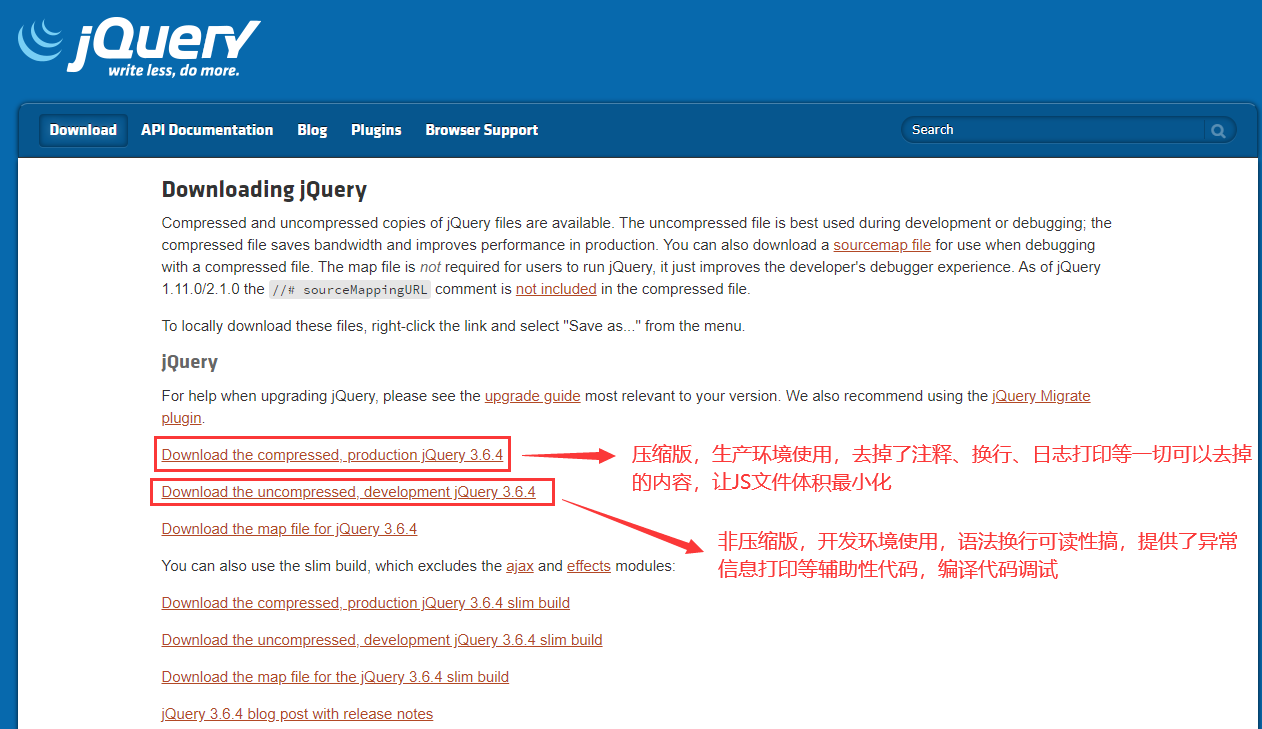 jQuery
write less, do more.
Download API Documentation Blog Plugins Browser Support Search
Downloading jQuery
Compressed and uncompressed copies of jQuery files are available. The uncompressed file is best used during development or debugging; the
compressed file saves bandwidth and improves performance in production. You can also download a sourcemap file for use when debugging
with a compressed file. The map file is not required for users to run jQuery, it just improves the developer's debugger experience. As of jQuery
1.11.0/2.1.0 the //# sourceMappingURL comment is not included in the compressed file.
To locally download these files, right-click the link and select "Save as..." from the menu.
jQuery
For help when upgrading jQuery, please see the upgrade guide most relevant to your version. We also recommend using the jQuery Migrate
plugin.
Download the compressed, production jQuery 3.6.4
压缩版，生产环境使用，去掉了注释、换行、日志打印等一切可以去掉
的内容，让JS文件体积最小化
Download the uncompressed, development jQuery 3.6.4
Download the map file for jQuery 3.6.4
非压缩版，开发环境使用，语法换行可读性搞，提供了异常
信息打印等辅助性代码，编译代码调试
You can also use the slim build, which excludes the ajax and effects modules:
Download the compressed, production jQuery 3.6.4 slim build
Download the uncompressed, development jQuery 3.6.4 slim build
Download the map file for the jQuery 3.6.4 slim build
jQuery 3.6.4 blog post with release notes